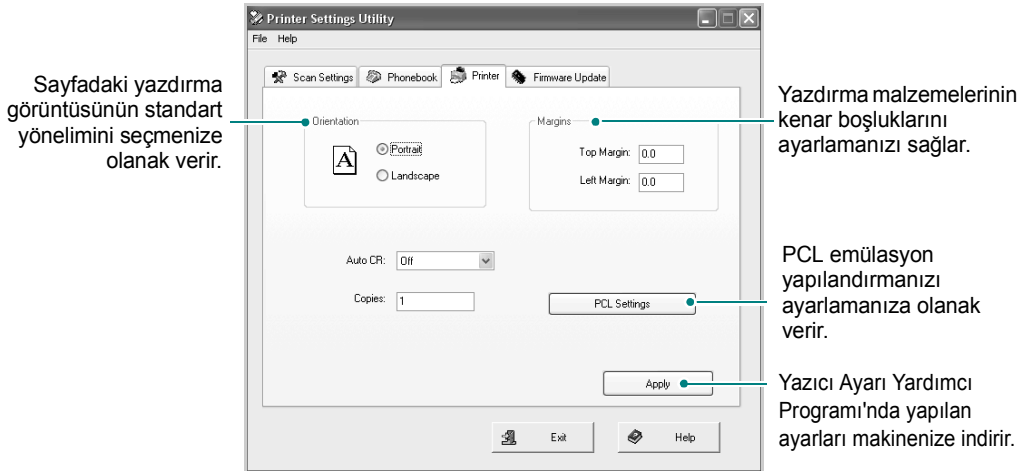 Printer Settings Utility
File Help
Scan Settings Phonebook Printer Firmware Update
Sayfadaki yazdırma
görüntüsünün standart
yönelimini seçmenize
olanak verir.
Orientation
A
Portrait
Landscape
Margins
Top Margin: 0.0
Left Margin: 0.0
Yazdırma malzemelerinin
kenar boşluklarını
ayarlamanızı sağlar.
Auto CR: Off
Copies: 1
PCL Settings
PCL emülasyon
yapılandırmanızı
ayarlamanıza olanak
verir.
Apply
Yazıcı Ayarı Yardımcı
Programı'nda yapılan
ayarları makinenize indirir.
Exit Help